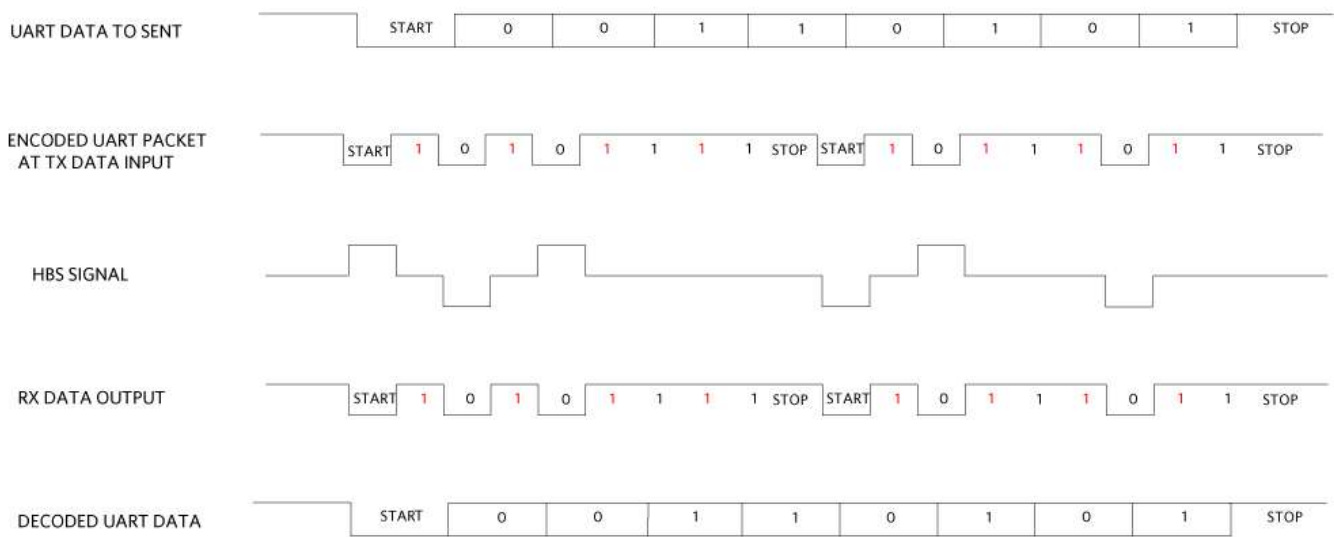 UART DATA TO SENT
START 0 0 1 1 0 1 0 1 STOP
ENCODED UART PACKET
AT TX DATA INPUT
START 1 0 1 0 1 1 1 1 STOP START 1 0 1 1 1 0 1 1 STOP
HBS SIGNAL
RX DATA OUTPUT
START 1 0 1 0 1 1 1 1 STOP START 1 0 1 1 1 0 1 1 STOP
DECODED UART DATA
START 0 0 1 1 0 1 0 1 STOP